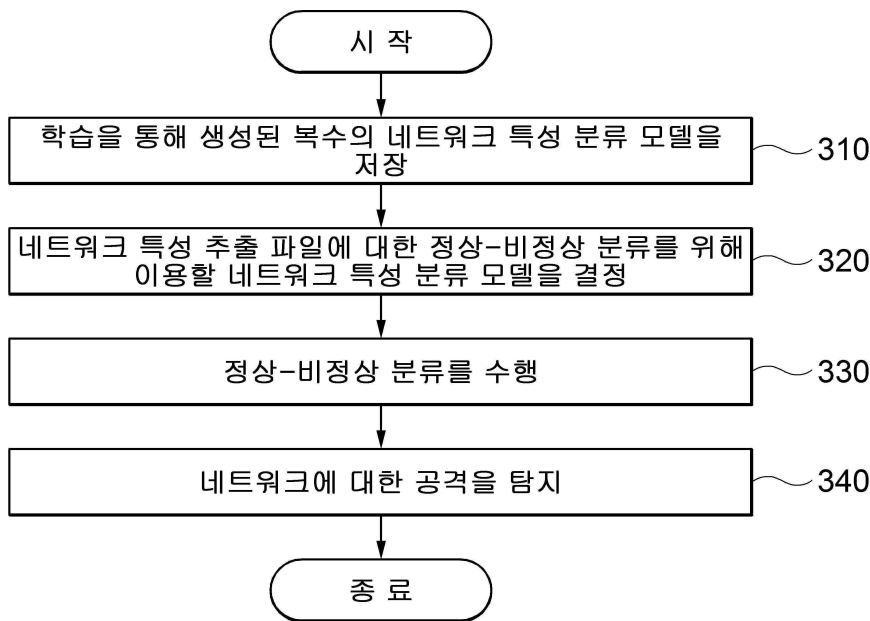 시 작
학습을 통해 생성된 복수의 네트워크 특성 분류 모델을
저장
310
네트워크 특성 추출 파일에 대한 정상-비정상 분류를 위해
이용할 네트워크 특성 분류 모델을 결정
320
정상-비정상 분류를 수행
330
네트워크에 대한 공격을 탐지
340
종 료